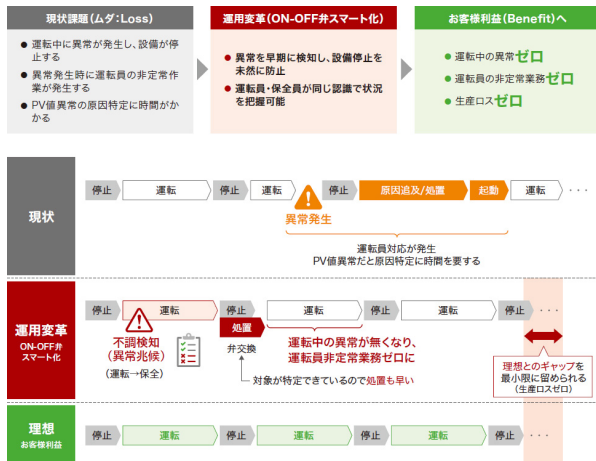 現状課題(ムダ：Loss)
運転中に異常が発生し、設備が停
止する
異常発生時に運転員の非定常作
業が発生する
PV値異常の原因特定に時間がか
かる
運用変革(ON-OFF弁スマート化)
異常を早期に検知し、設備停止を
未然に防止
運転員・保全員が同じ認識で状況
を把握可能
お客様利益(Benefit)へ
運転中の異常ゼロ
運転員の非定常業務ゼロ
生産ロスゼロ
現状
停止 運転 停止 運転 停止 原因追及/処置 起動 運転 ・・・
異常発生
運転員対応が発生
PV値異常だと原因特定に時間を要する
運用変革
ON-OFF弁
スマート化
停止 運転 停止 運転 停止 運転 停止 ・・・
処置
不調検知
(異常兆候)
(運転→保全)
弁交換
運転中の異常が無くなり、
運転員非定常業務ゼロに
対象が特定できているので処置も早い
理想とのギャップを
最小限に留められる
(生産ロスゼロ)
理想
お客様利益
停止 運転 停止 運転 停止 運転 停止 ・・・